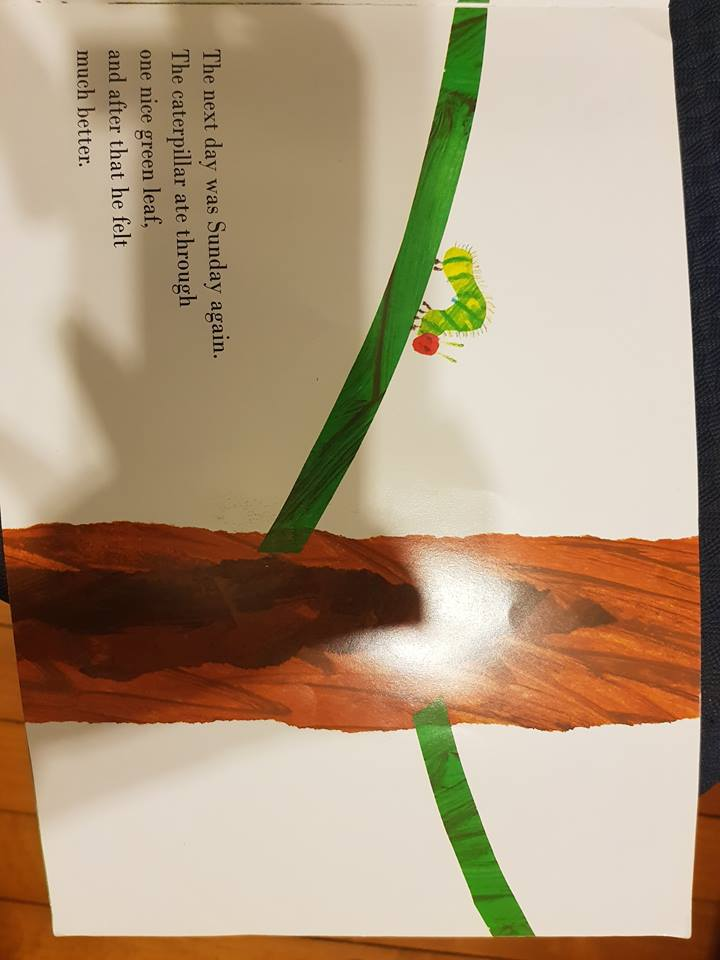 The next day was Sunday again.
The caterpillar ate through
one nice green leaf,
and after that he felt
much better.